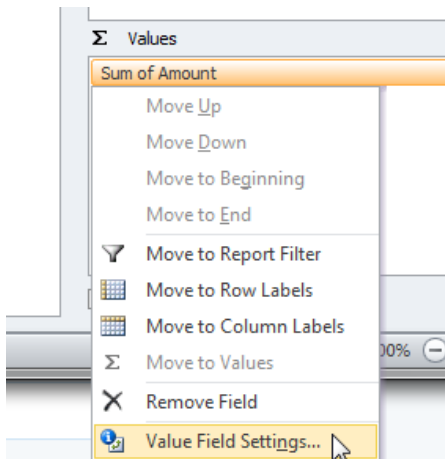 Σ Values
Sum of Amount
Move Up
Move Down
Move to Beginning
Move to End
Move to Report Filter
Move to Row Labels
Move to Column Labels
Σ Move to Values
00%
Remove Field
Value Field Settings...